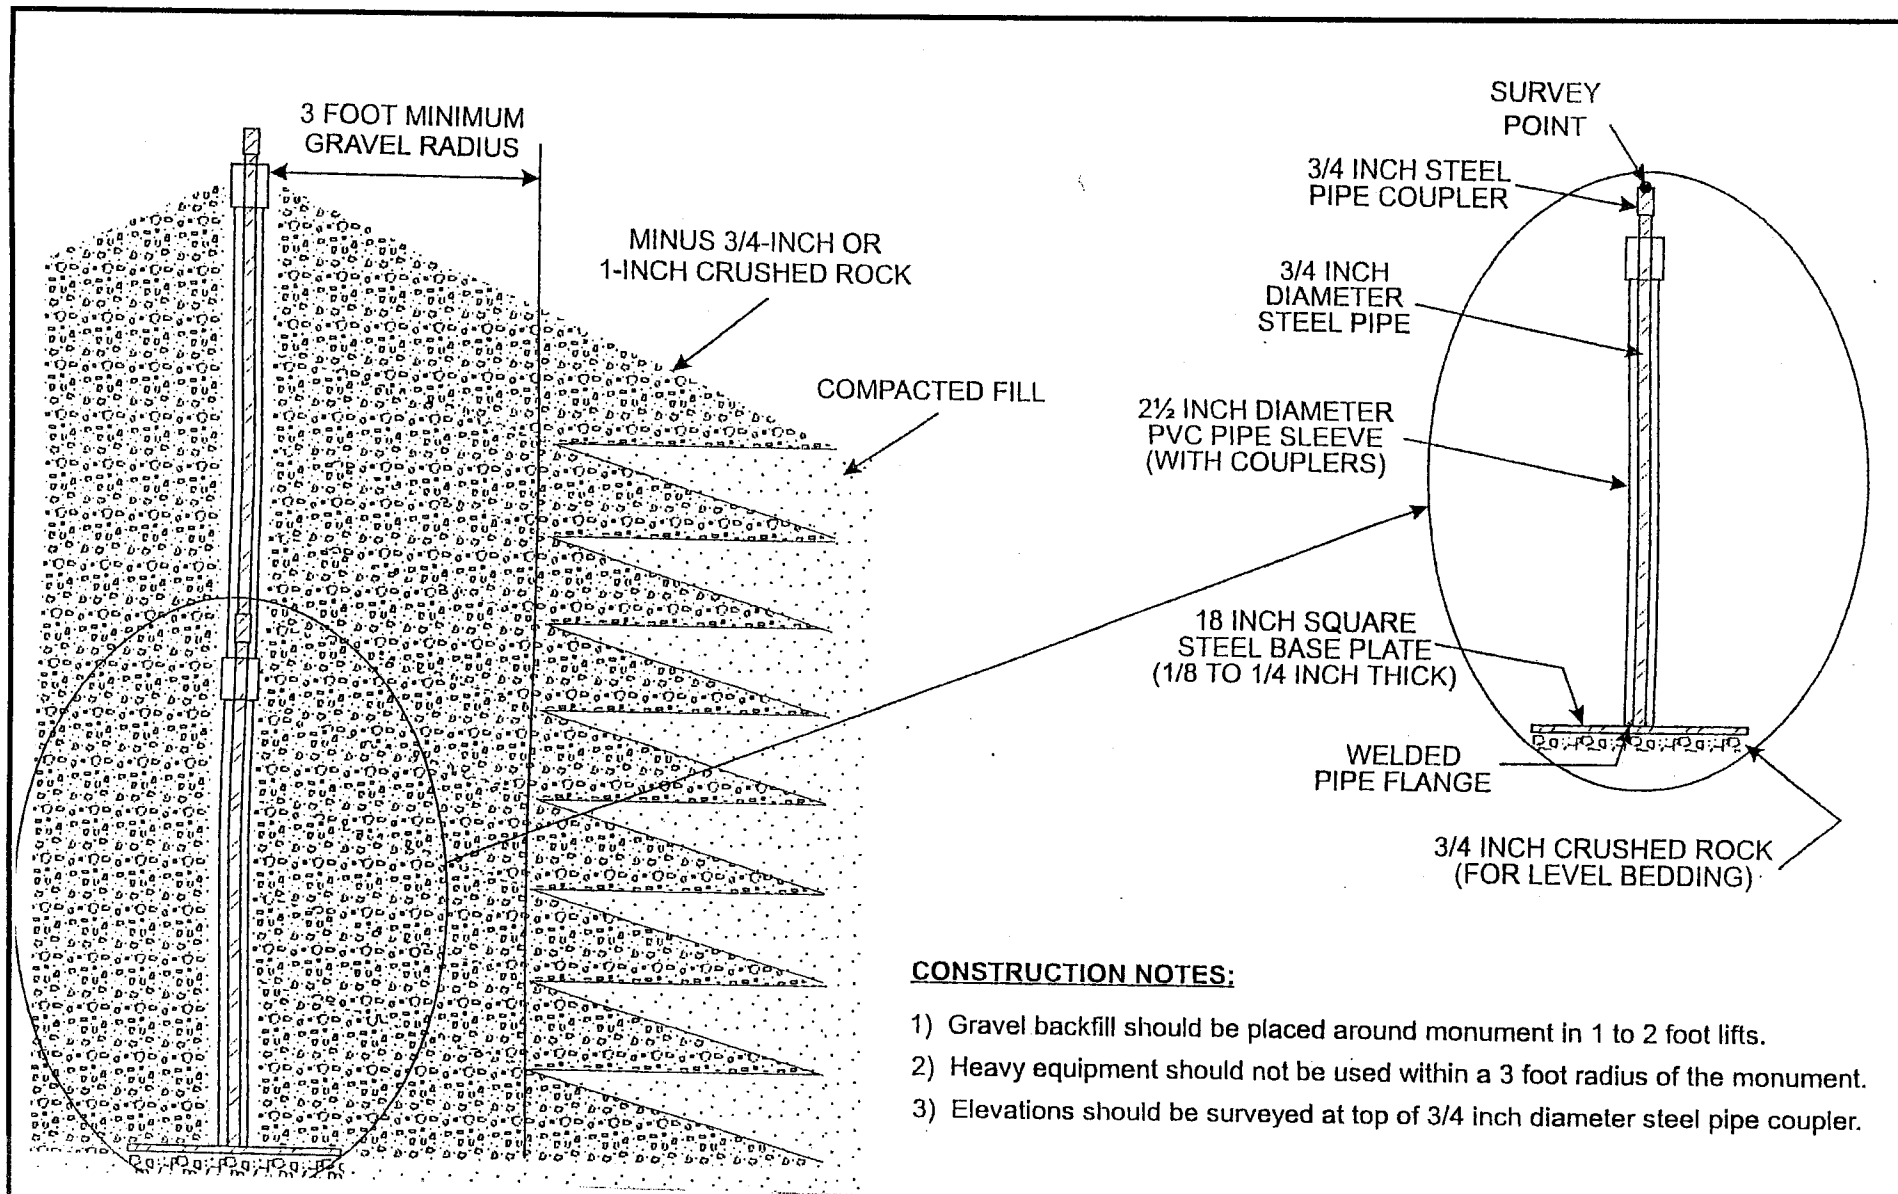 3 FOOT MINIMUM
GRAVEL RADIUS
MINUS 3/4-INCH OR
1-INCH CRUSHED ROCK
COMPACTED FILL
SURVEY
POINT
3/4 INCH STEEL
PIPE COUPLER
3/4 INCH
DIAMETER
STEEL PIPE
2½ INCH DIAMETER
PVC PIPE SLEEVE
(WITH COUPLERS)
18 INCH SQUARE
STEEL BASE PLATE
(1/8 TO 1/4 INCH THICK)
WELDED
PIPE FLANGE
3/4 INCH CRUSHED ROCK
(FOR LEVEL BEDDING)
CONSTRUCTION NOTES:
1) Gravel backfill should be placed around monument in 1 to 2 foot lifts.
2) Heavy equipment should not be used within a 3 foot radius of the monument.
3) Elevations should be surveyed at top of 3/4 inch diameter steel pipe coupler.